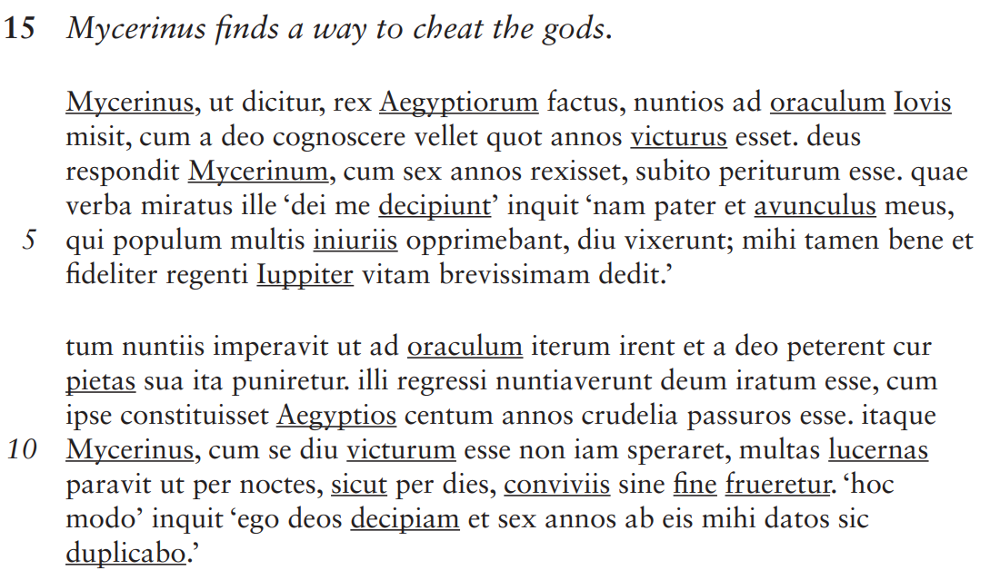 15 Mycerinus finds a way to cheat the gods.
Mycerinus, ut dicitur, rex Aegyptiorum factus, nuntios ad oraculum Iovis
misit, cum a deo cognoscere vellet quot annos victurus esset. deus
respondit Mycerinum, cum sex annos rexisset, subito periturum esse. quae
verba miratus ille ‘dei me decipiunt’ inquit ‘nam pater et avunculus meus,
5 qui populum multis iniuriis opprimebant, diu vixerunt; mihi tamen bene et
fideliter regenti Iuppiter vitam brevissimam dedit.’
tum nuntiis imperavit ut ad oraculum iterum irent et a deo peterent cur
pietas sua ita puniretur. illi regressi nuntiaverunt deum iratum esse, cum
ipse constituisset Aegyptios centum annos crudelia passuros esse. itaque
10 Mycerinus, cum se diu victurum esse non iam speraret, multas lucernas
paravit ut per noctes, sicut per dies, conviviis sine fine frueretur. ‘hoc
modo’ inquit ‘ego deos decipiam et sex annos ab eis mihi datos sic
duplicabo.’